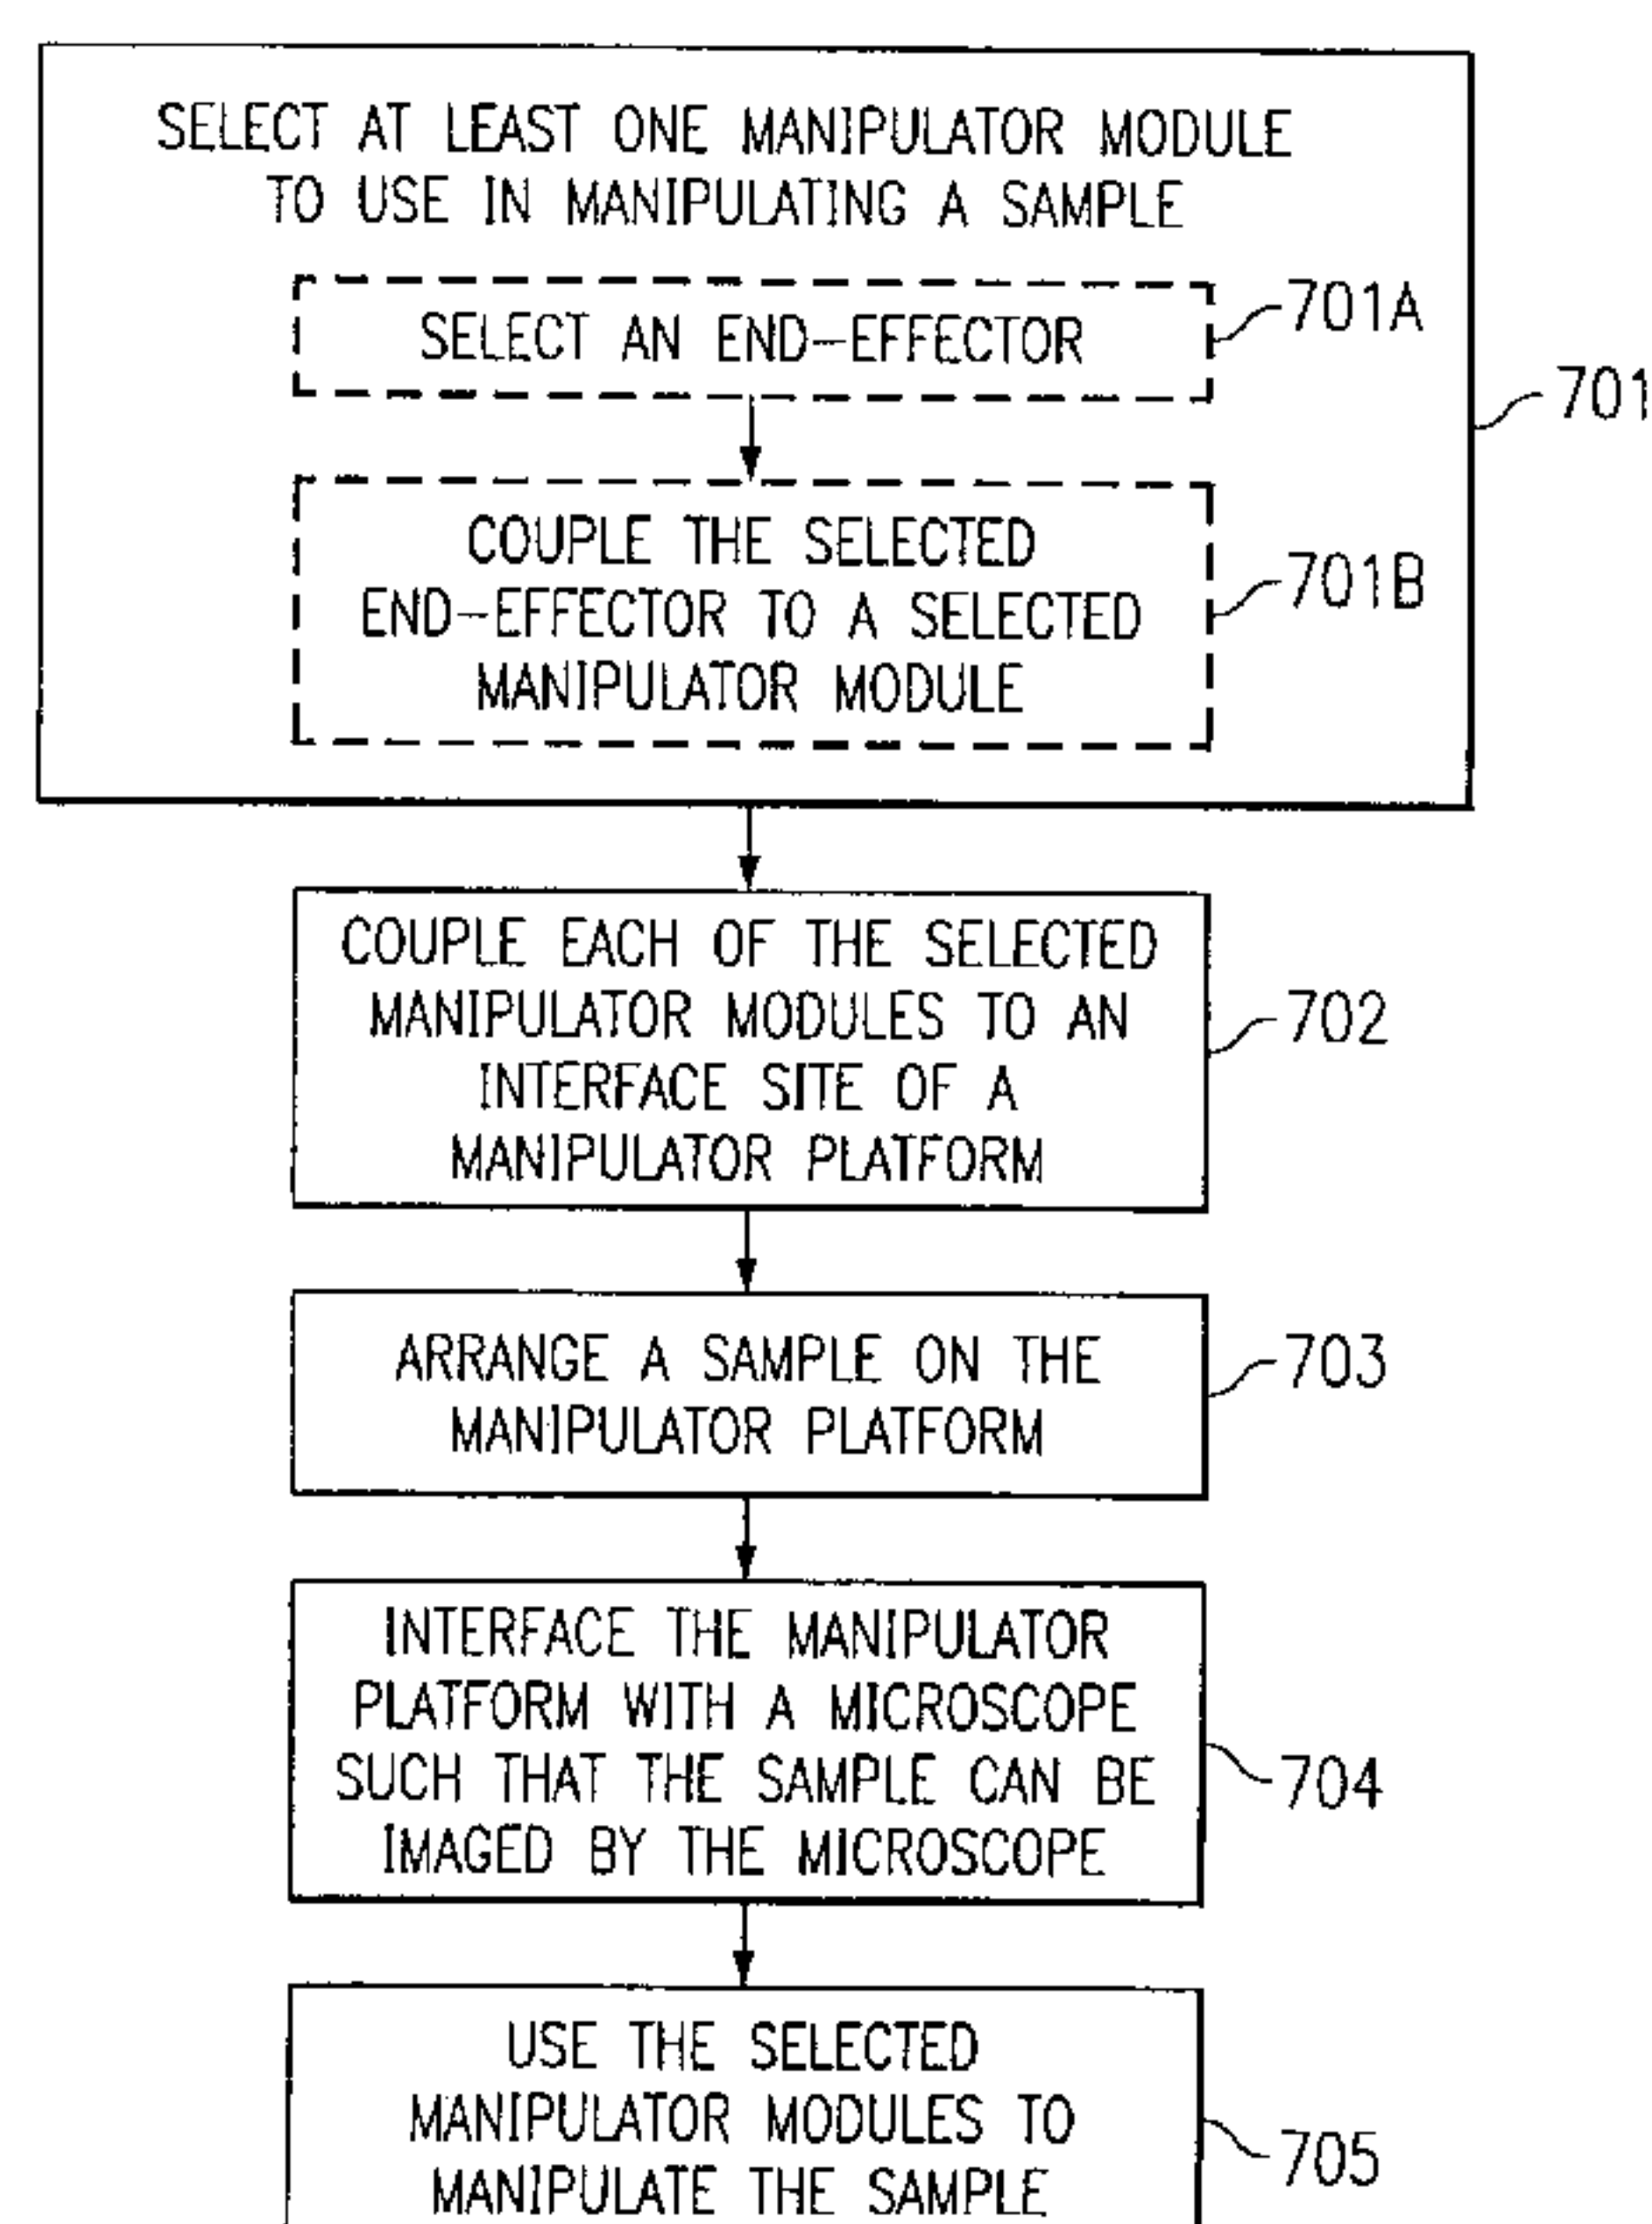 SELECT AT LEAST ONE MANIPULATOR MODULE
TO USE IN MANIPULATING A SAMPLE
SELECT AN END-EFFECTOR
701A
701
COUPLE THE SELECTED
END-EFFECTOR TO A SELECTED
MANIPULATOR MODULE
701B
COUPLE EACH OF THE SELECTED
MANIPULATOR MODULES TO AN
INTERFACE SITE OF A
MANIPULATOR PLATFORM
702
ARRANGE A SAMPLE ON THE
MANIPULATOR PLATFORM
703
INTERFACE THE MANIPULATOR
PLATFORM WITH A MICROSCOPE
SUCH THAT THE SAMPLE CAN BE
IMAGED BY THE MICROSCOPE
704
USE THE SELECTED
MANIPULATOR MODULES TO
MANIPULATE THE SAMPLE
705